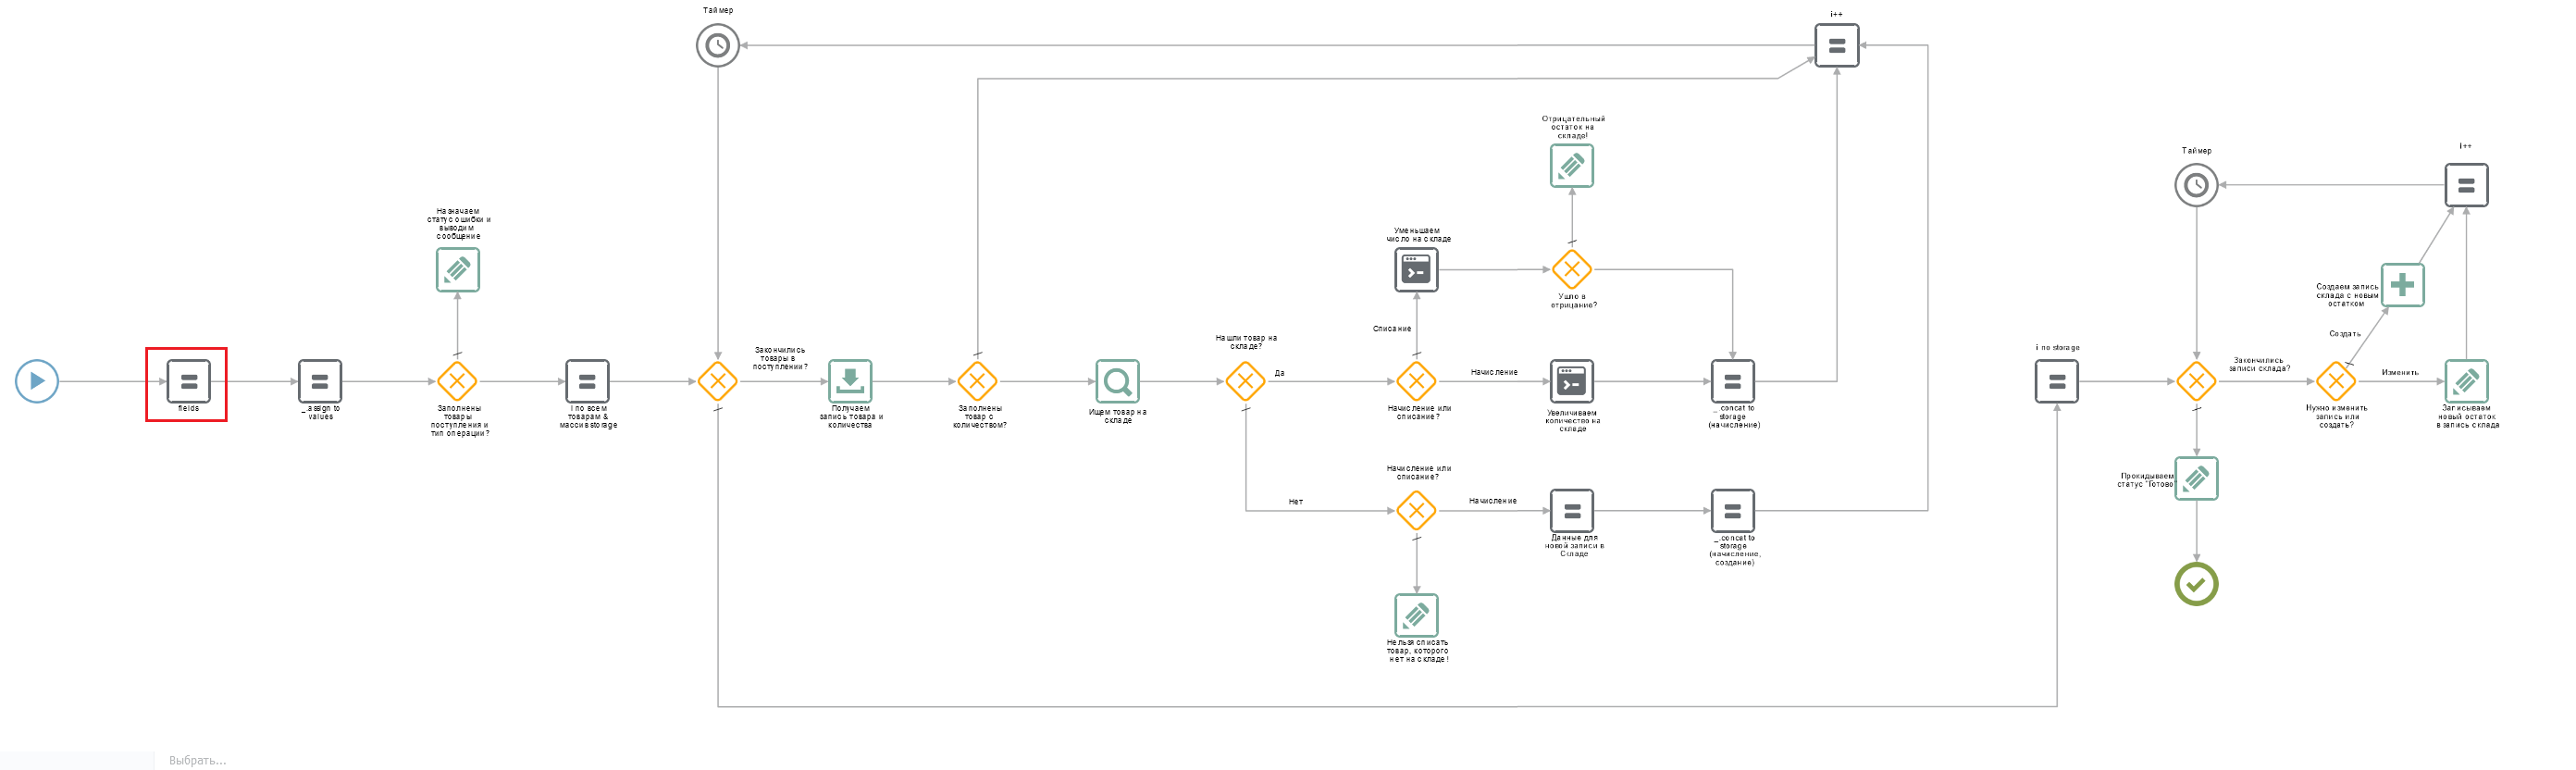 Таймер
i++
Отрицательный
остаток на
складе!
Таймер
i++
Назначаем
статус ошибки и
выводим
сообщение
Уменьшаем
число на складе
Ушло в
отрицание?
Создаем запись
склада с новым
остатком
Списание
Создать
Нашли товар на
складе?
Закончились
товары в
поступлении?
i по storage
Закончились
записи склада?
Да
Начисление
Изменить
fields
_.assign to
values
Заполнены
товары
поступления и
тип операции?
i по всем
товарам &
массив storage
Получаем
запись товара и
количества
Заполнены
товар с
количеством?
Ищем товар на
складе
Начисление или
списание?
Увеличиваем
количество на
складе
_.concat to
storage
(начисление)
Нужно изменить
запись или
создать?
Записываем
новый остаток
в запись склада
Начисление или
списание?
Прокидываем
статус "Готово"
Нет
Начисление
Данные для
новой записи в
Складе
_.concat to
storage
(начисление,
создание)
Нельзя списать
товар, которого
нет на складе!
Выбрать...